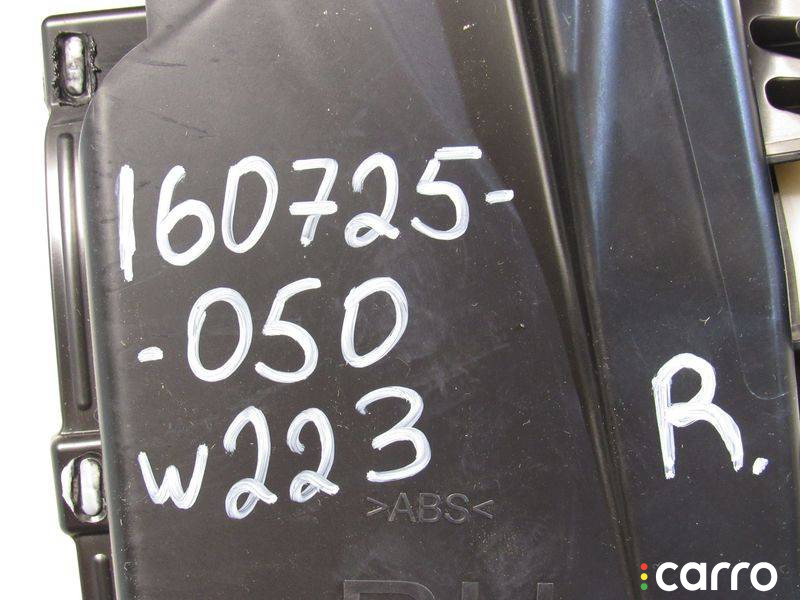 160725-
-050
W223
R.
>ABS<
carro